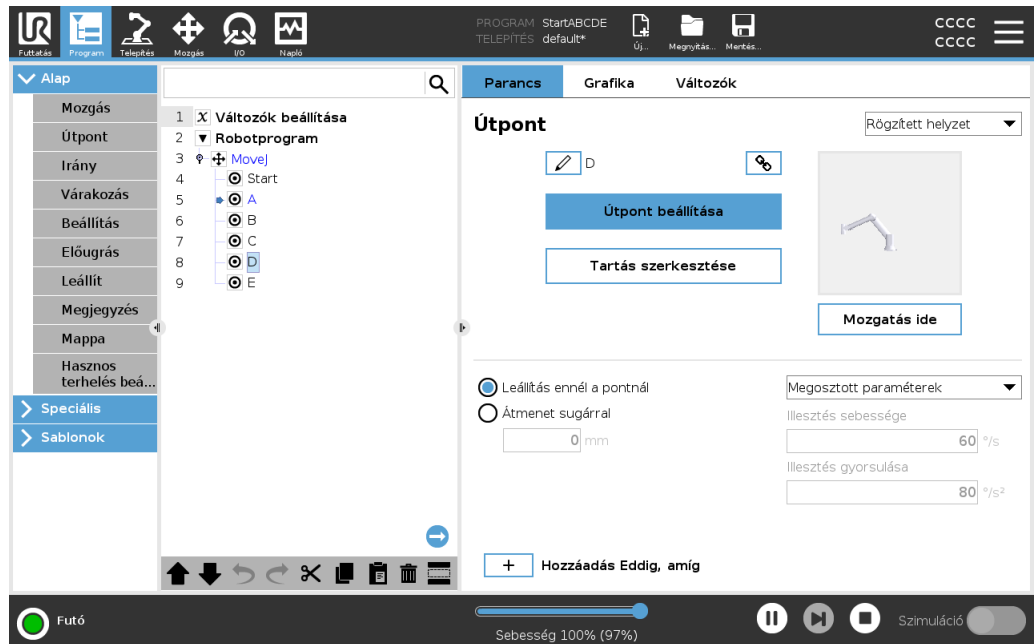 UR
PROGRAM StartABCDE
TELEPÍTÉS default*
Futtatás Program Telepítés Mozgás I/O Napló
Új... Megnyitás... Mentés...
CCCC
CCCC
Alap
Mozgás
Útpont
Irány
Várakozás
Beállítás
Előugrás
Leállít
Megjegyzés
Mappa
Hasznos
terhelés beá...
Speciális
Sablonok
1 X Változók beállítása
2 Robotprogram
3 MoveJ
4 Start
5 A
6 B
7 C
8 D
9 E
Parancs Grafika Változók
Útpont
Rögzített helyzet
D
Útpont beállítása
Tartás szerkesztése
Mozgatás ide
Leállítás ennél a pontnál
Átmenet sugárral
0 mm
Megosztott paraméterek
Illesztés sebessége
60 °/s
Illesztés gyorsulása
80 °/s²
+ Hozzáadás Eddig, amíg
Futó
Sebesség 100% (97%)
Szimuláció